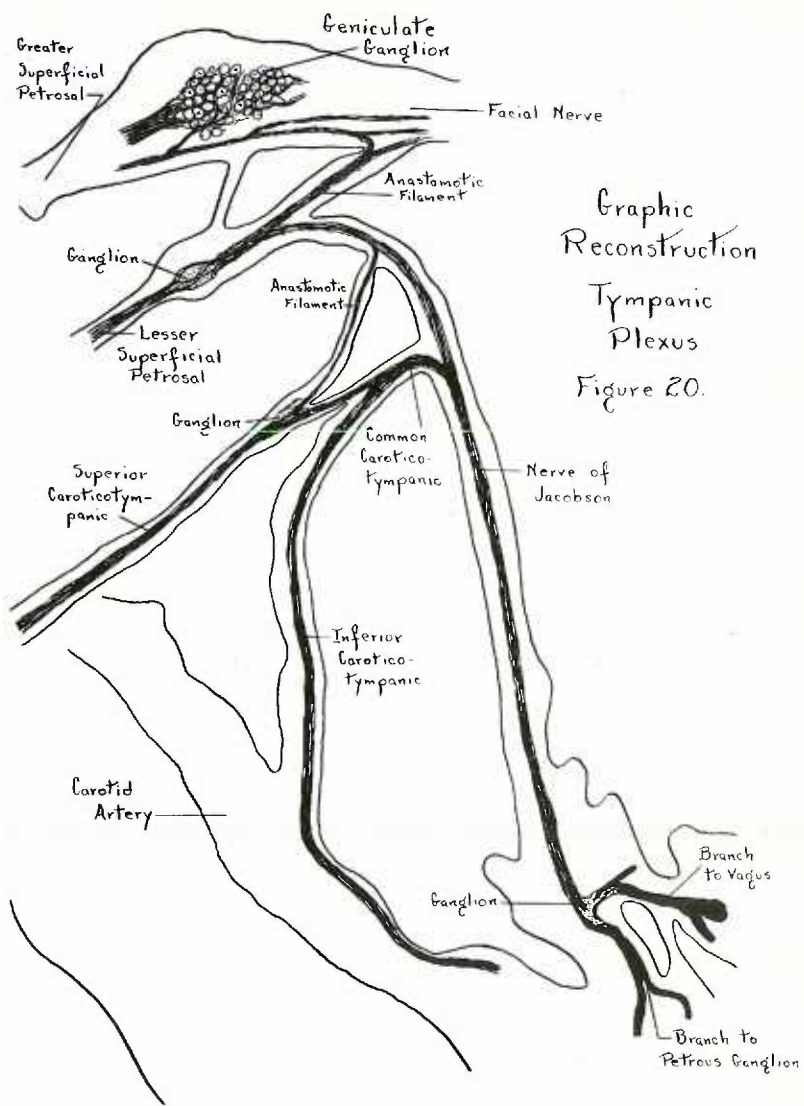 Geniculate
Ganglion
Greater
Superficial
Petrosal
Facial Nerve
Anastomotic
Filament
Graphic
Reconstruction
Tympanic
Plexus
Figure 20.
Ganglion
Anastomotic
Filament
Lesser
Superficial
Petrosal
Ganglion
Common
Carotico-
tympanic
Superior
Caroticotym-
panic
Nerve of
Jacobson
Inferior
Carotico-
tympanic
Carotid
Artery
Branch
to Vagus
Ganglion
Branch to
Petrous Ganglion